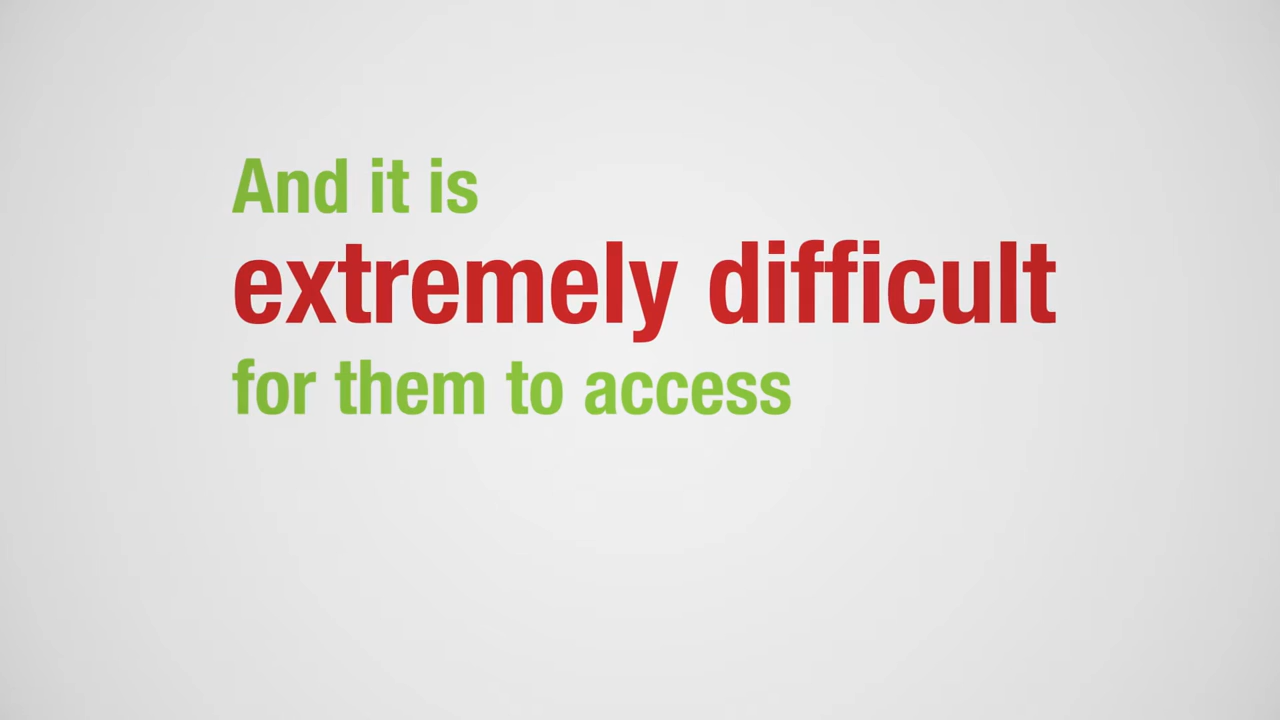 And it is
extremely difficult
for them to access